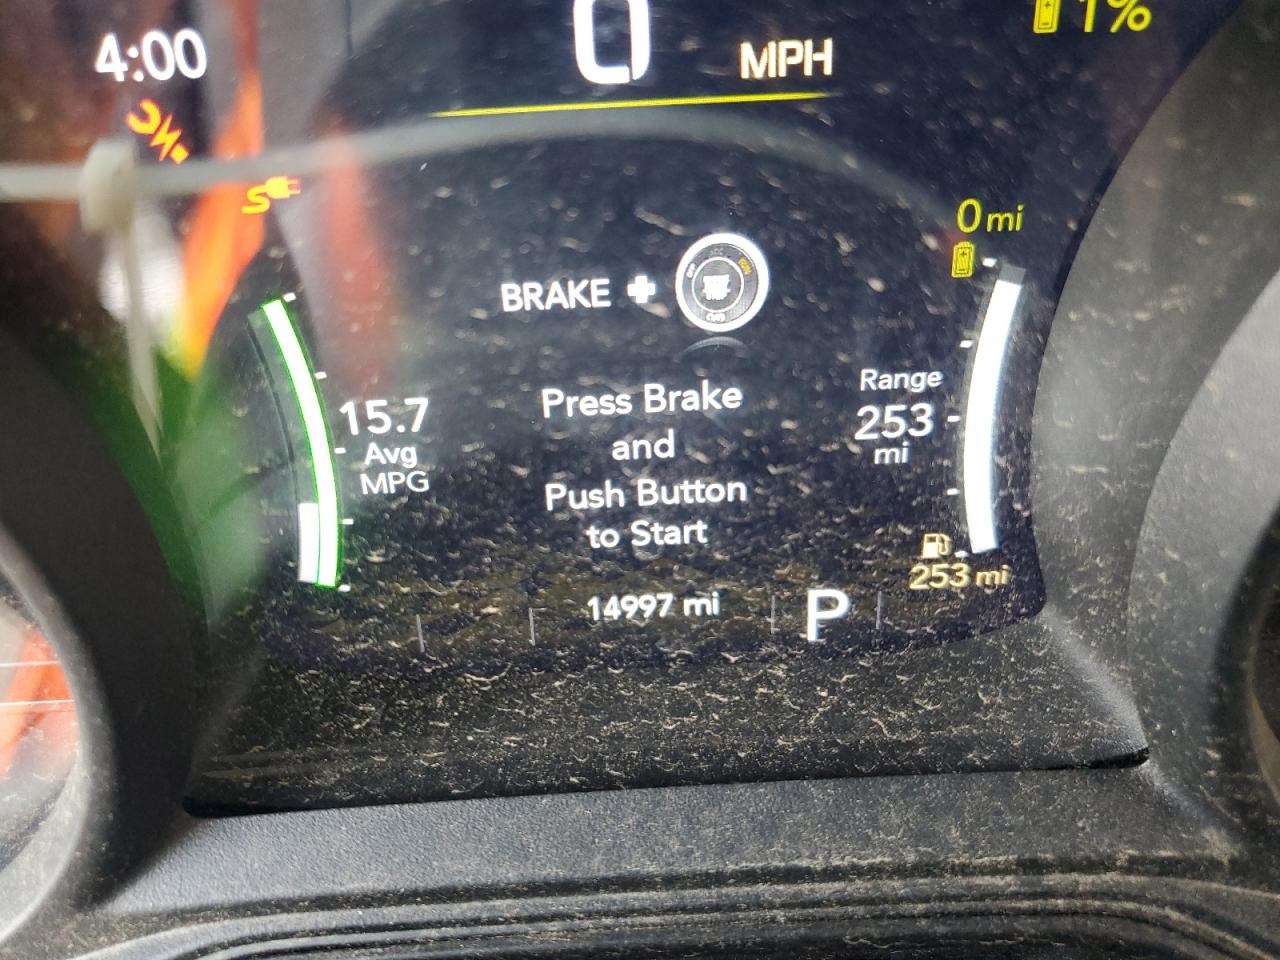 4:00
0 MPH
1%
0 mi
BRAKE +
15.7
Avg
MPG
Press Brake
and
Push Button
to Start
Range
253
mi
253 mi
14997 mi
P